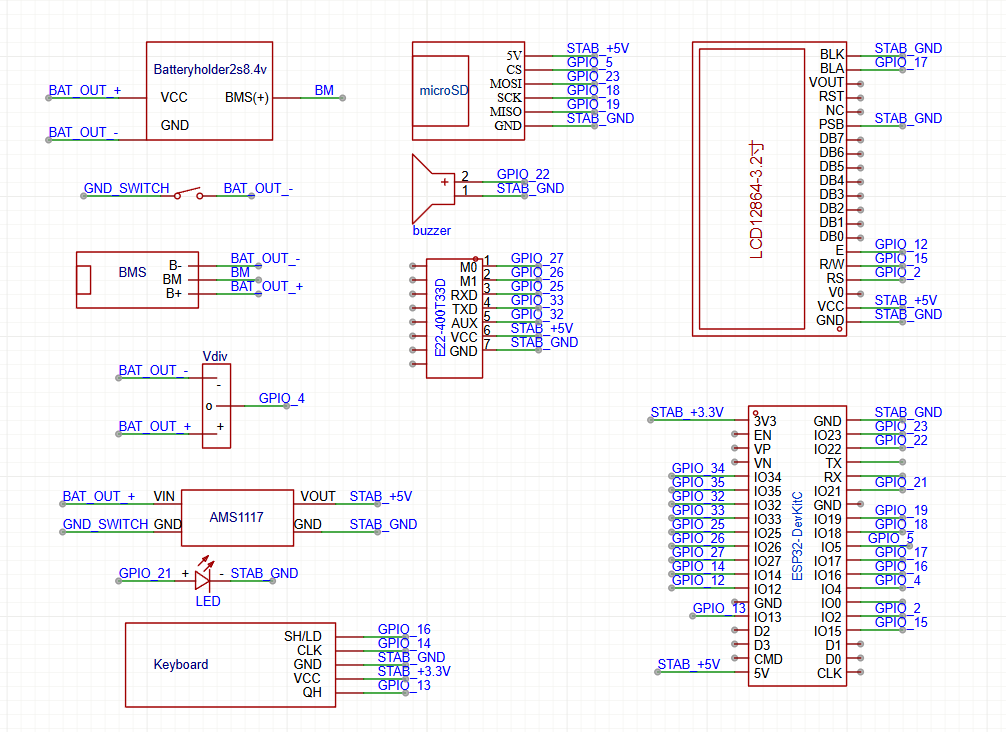 Batteryholder2s8.4v
BAT_OUT_+ VCC BMS(+) BM
BAT_OUT_- GND
GND_SWITCH BAT_OUT_-
BMS
B- BAT_OUT_-
BM BM
B+ BAT_OUT_+
Vdiv
BAT_OUT_- -
o GPIO_4
BAT_OUT_+ +
BAT_OUT_+ VIN AMS1117 VOUT STAB_+5V
GND_SWITCH GND GND STAB_GND
GPIO_21 + - STAB_GND
LED
Keyboard
SH/LD GPIO_16
CLK GPIO_14
GND STAB_GND
VCC STAB_+3.3V
QH GPIO_13
microSD
5V STAB_+5V
CS GPIO_5
MOSI GPIO_23
SCK GPIO_18
MISO GPIO_19
GND STAB_GND
+ 2 GPIO_22
1 STAB_GND
buzzer
E22-400T33D
M0 1 GPIO_27
M1 2 GPIO_26
RXD 3 GPIO_25
TXD 4 GPIO_33
AUX 5 GPIO_32
VCC 6 STAB_+5V
GND 7 STAB_GND
LCD12864-3.2寸
BLK STAB_GND
BLA GPIO_17
VOUT
RST
NC
PSB STAB_GND
DB7
DB6
DB5
DB4
DB3
DB2
DB1
DB0
E GPIO_12
R/W GPIO_15
RS GPIO_2
V0
VCC STAB_+5V
GND STAB_GND
ESP32-DevKitC
STAB_+3.3V 3V3 GND STAB_GND
EN IO23 GPIO_23
VP IO22 GPIO_22
VN TX
GPIO_34 IO34 RX
GPIO_35 IO35 IO21 GPIO_21
GPIO_32 IO32 GND
GPIO_33 IO33 IO19 GPIO_19
GPIO_25 IO25 IO18 GPIO_18
GPIO_26 IO26 IO5 GPIO_5
GPIO_27 IO27 IO17 GPIO_17
GPIO_14 IO14 IO16 GPIO_16
GPIO_12 IO12 IO4 GPIO_4
GND IO0
GPIO_13 IO13 IO2 GPIO_2
D2 IO15 GPIO_15
D3 D1
CMD D0
STAB_+5V 5V CLK